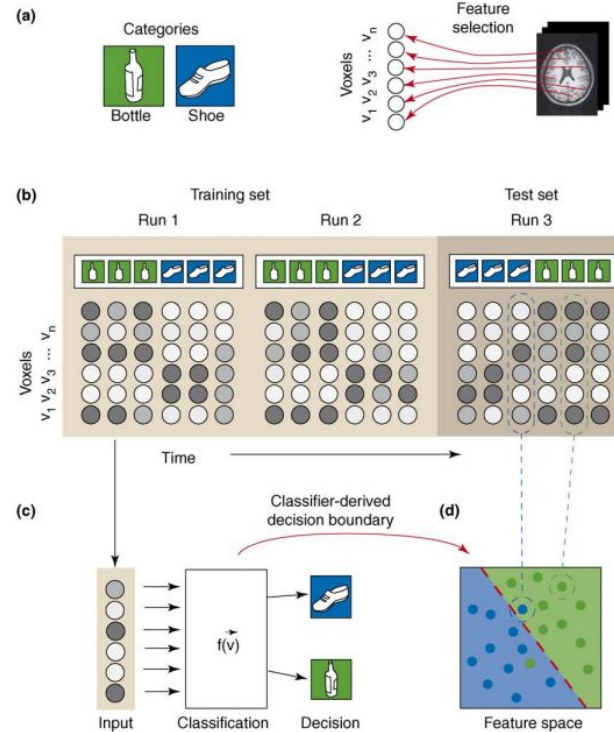 (a)
Categories
Bottle
Shoe
Feature
selection
Voxels
v₁ v₂ v₃ ... vₙ
(b)
Training set
Test set
Run 1
Run 2
Run 3
Voxels
v₁ v₂ v₃ ... vₙ
Time
(c)
Classifier-derived
decision boundary
(d)
f(v⃗)
Input
Classification
Decision
Feature space